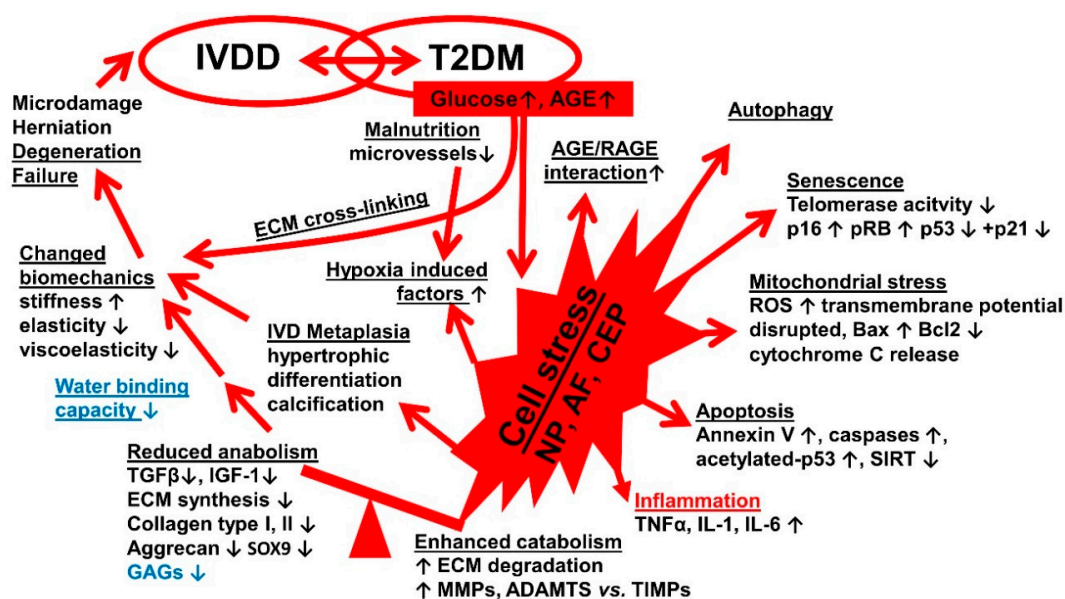 IVDD
T2DM
Glucose↑, AGE↑
Microdamage
Herniation
Degeneration
Failure
Malnutrition
microvessels↓
AGE/RAGE
interaction↑
Autophagy
ECM cross-linking
Senescence
Telomerase acitvity ↓
p16 ↑ pRB ↑ p53 ↓ +p21 ↓
Changed
biomechanics
stiffness ↑
elasticity ↓
viscoelasticity ↓
Hypoxia induced
factors ↑
Mitochondrial stress
ROS ↑ transmembrane potential
disrupted, Bax ↑ Bcl2 ↓
cytochrome C release
IVD Metaplasia
hypertrophic
differentiation
calcification
Cell stress
NP, AF, CEP
Water binding
capacity ↓
Apoptosis
Annexin V ↑, caspases ↑,
acetylated-p53 ↑, SIRT ↓
Reduced anabolism
TGFβ↓, IGF-1↓
ECM synthesis ↓
Collagen type I, II ↓
Aggrecan ↓ SOX9 ↓
GAGs ↓
Inflammation
TNFα, IL-1, IL-6 ↑
Enhanced catabolism
↑ ECM degradation
↑ MMPs, ADAMTS vs. TIMPs